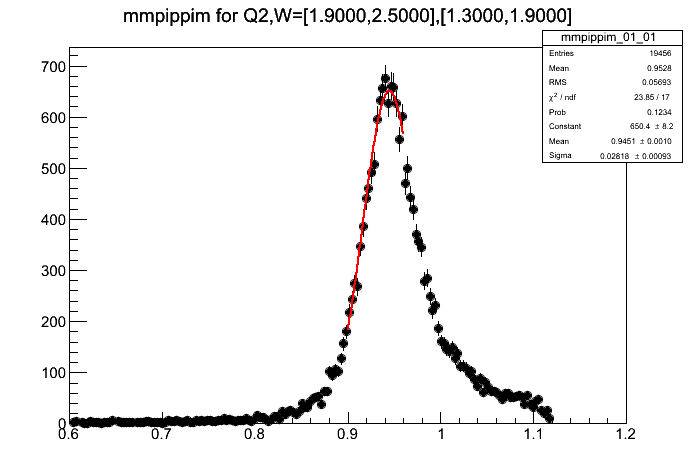 mmpippim for Q2,W=[1.9000,2.5000],[1.3000,1.9000]
mmpippim_01_01
Entries 19456
Mean 0.9528
RMS 0.05693
χ² / ndf 23.85 / 17
Prob 0.1234
Constant 650.4 ± 8.2
Mean 0.9451 ± 0.0010
Sigma 0.02818 ± 0.00093
700
600
500
400
300
200
100
0
0.6 0.7 0.8 0.9 1 1.1 1.2